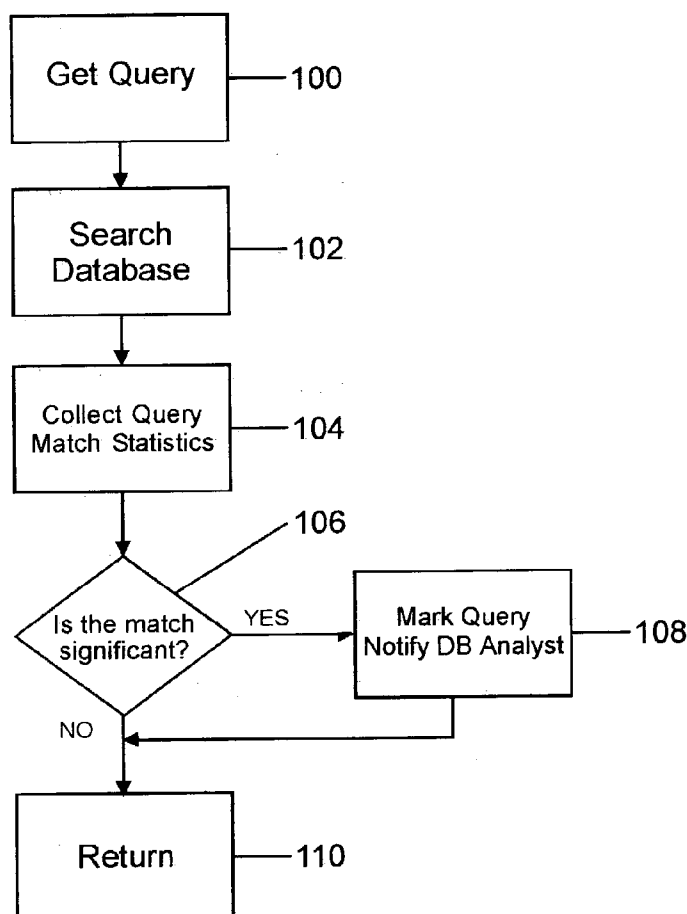 Get Query
100
Search
Database
102
Collect Query
Match Statistics
104
106
Is the match
significant?
YES
Mark Query
Notify DB Analyst
108
NO
Return
110